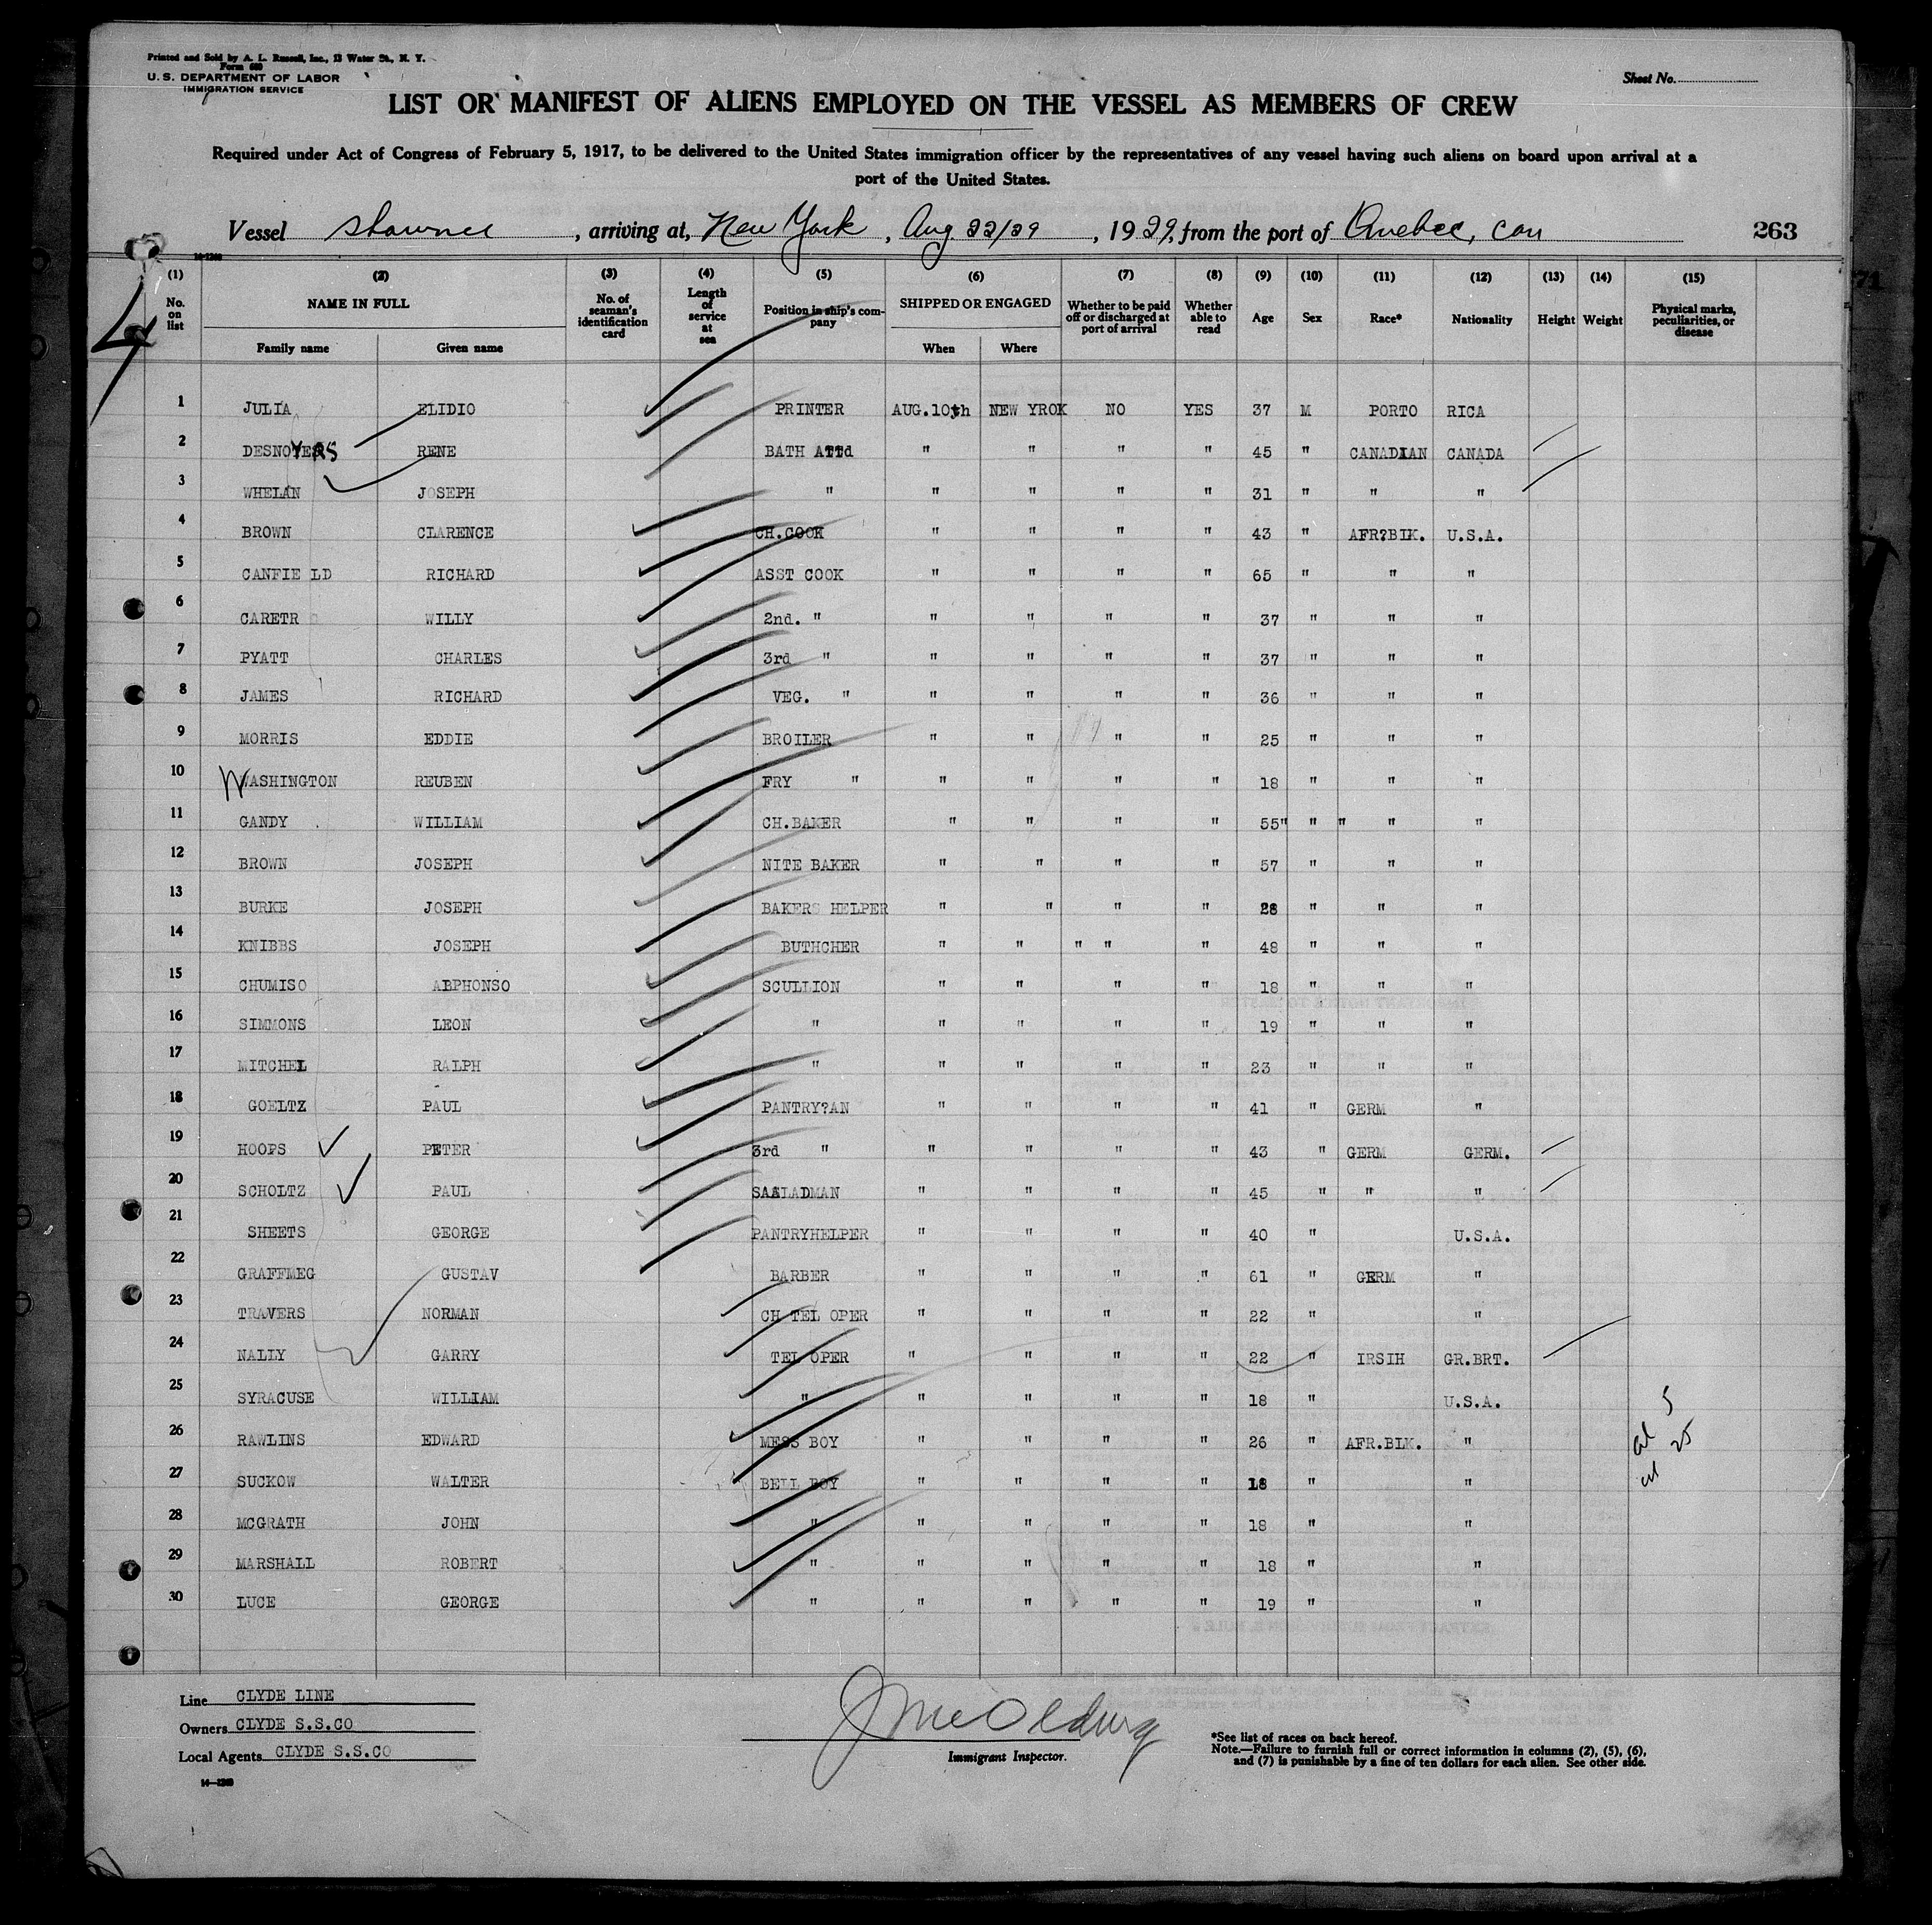 Printed and Sold by A. L. Russell, Inc., 13 Water St., N. Y.
Form 680
U. S. DEPARTMENT OF LABOR
IMMIGRATION SERVICE
Sheet No.
LIST OR MANIFEST OF ALIENS EMPLOYED ON THE VESSEL AS MEMBERS OF CREW
Required under Act of Congress of February 5, 1917, to be delivered to the United States immigration officer by the representatives of any vessel having such aliens on board upon arrival at a
port of the United States.
Vessel Shawnee, arriving at, New York, Aug. 22/29, 1929, from the port of Quebec, Can 263
(1) (2) (3) (4) (5) (6) (7) (8) (9) (10) (11) (12) (13) (14) (15)
No. on list NAME IN FULL No. of seaman's identification card Length of service at sea Position in ship's company SHIPPED OR ENGAGED Whether to be paid off or discharged at port of arrival Whether able to read Age Sex Race* Nationality Height Weight Physical marks, peculiarities, or disease
Family name Given name When Where
1 JULIA ELIDIO PRINTER AUG.10th NEW YROK NO YES 37 M PORTO RICA
2 DESNOYERS RENE BATH ATTd " " " " 45 " CANADIAN CANADA
3 WHELAN JOSEPH " " " " " 31 " " "
4 BROWN CLARENCE CH.COOK " " " " 43 " AFR?BLK. U.S.A.
5 CANFIE LD RICHARD ASST COOK " " " " 65 " " "
6 CARETR WILLY 2nd. " " " " " 37 " " "
7 PYATT CHARLES 3rd " " " " " 37 " " "
8 JAMES RICHARD VEG. " " " " " 36 " " "
9 MORRIS EDDIE BROILER " " " " 25 " " "
10 WASHINGTON REUBEN FRY " " " " " 18 " " "
11 GANDY WILLIAM CH.BAKER " " " " 55" " " " "
12 BROWN JOSEPH NITE BAKER " " " " 57 " " "
13 BURKE JOSEPH BAKERS HELPER " " " " 28 " " "
14 KNIBBS JOSEPH BUTHCHER " " " " " 48 " " "
15 CHUMISO ABPHONSO SCULLION " " " " 18 " " "
16 SIMMONS LEON " " " " " 19 " " "
17 MITCHEL RALPH " " " " " 23 " " "
18 GOELTZ PAUL PANTRY?AN " " " " 41 " GERM "
19 HOOPS PETER 3rd " " " " " 43 " GERM GERM.
20 SCHOLTZ PAUL SAALADMAN " " " " 45 " " "
21 SHEETS GEORGE PANTRYHELPER " " " " 40 " U.S.A.
22 GRAFFMEG GUSTAV BARBER " " " " 61 " GERM "
23 TRAVERS NORMAN CH TEL OPER " " " " 22 " "
24 NALLY GARRY TEL OPER " " " " 22 " IRSIH GR.BRT.
25 SYRACUSE WILLIAM " " " " " 18 " U.S.A.
26 RAWLINS EDWARD MESS BOY " " " " 26 " AFR.BLK. "
27 SUCKOW WALTER BELL BOY " " " " 18 " "
28 MCGRATH JOHN " " " " " 18 " "
29 MARSHALL ROBERT " " " " " 18 " "
30 LUCE GEORGE " " " " " 19 " "
5
25
Line CLYDE LINE
Owners CLYDE S.S.CO
Local Agents CLYDE S.S.CO
Immigrant Inspector.
*See list of races on back hereof.
Note.—Failure to furnish full or correct information in columns (2), (5), (6),
and (7) is punishable by a fine of ten dollars for each alien. See other side.